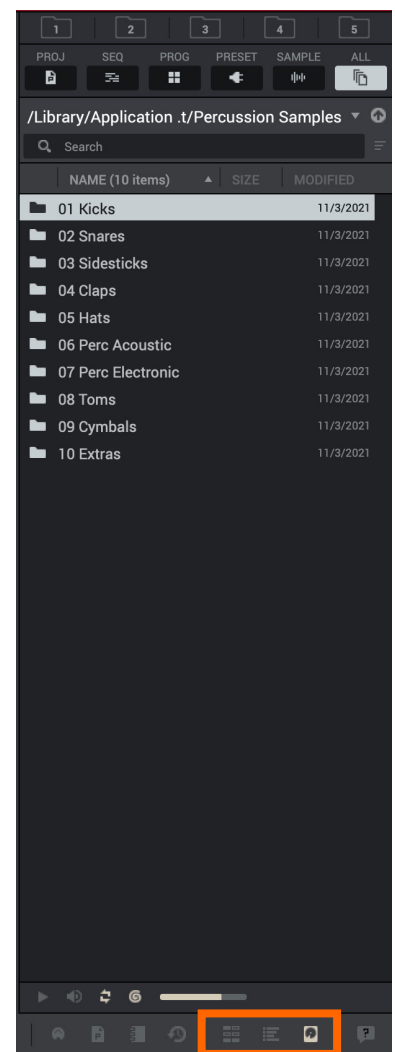 1 2 3 4 5
PROJ SEQ PROG PRESET SAMPLE ALL
/Library/Application .t/Percussion Samples
Search
NAME (10 items) SIZE MODIFIED
01 Kicks 11/3/2021
02 Snares 11/3/2021
03 Sidesticks 11/3/2021
04 Claps 11/3/2021
05 Hats 11/3/2021
06 Perc Acoustic 11/3/2021
07 Perc Electronic 11/3/2021
08 Toms 11/3/2021
09 Cymbals 11/3/2021
10 Extras 11/3/2021